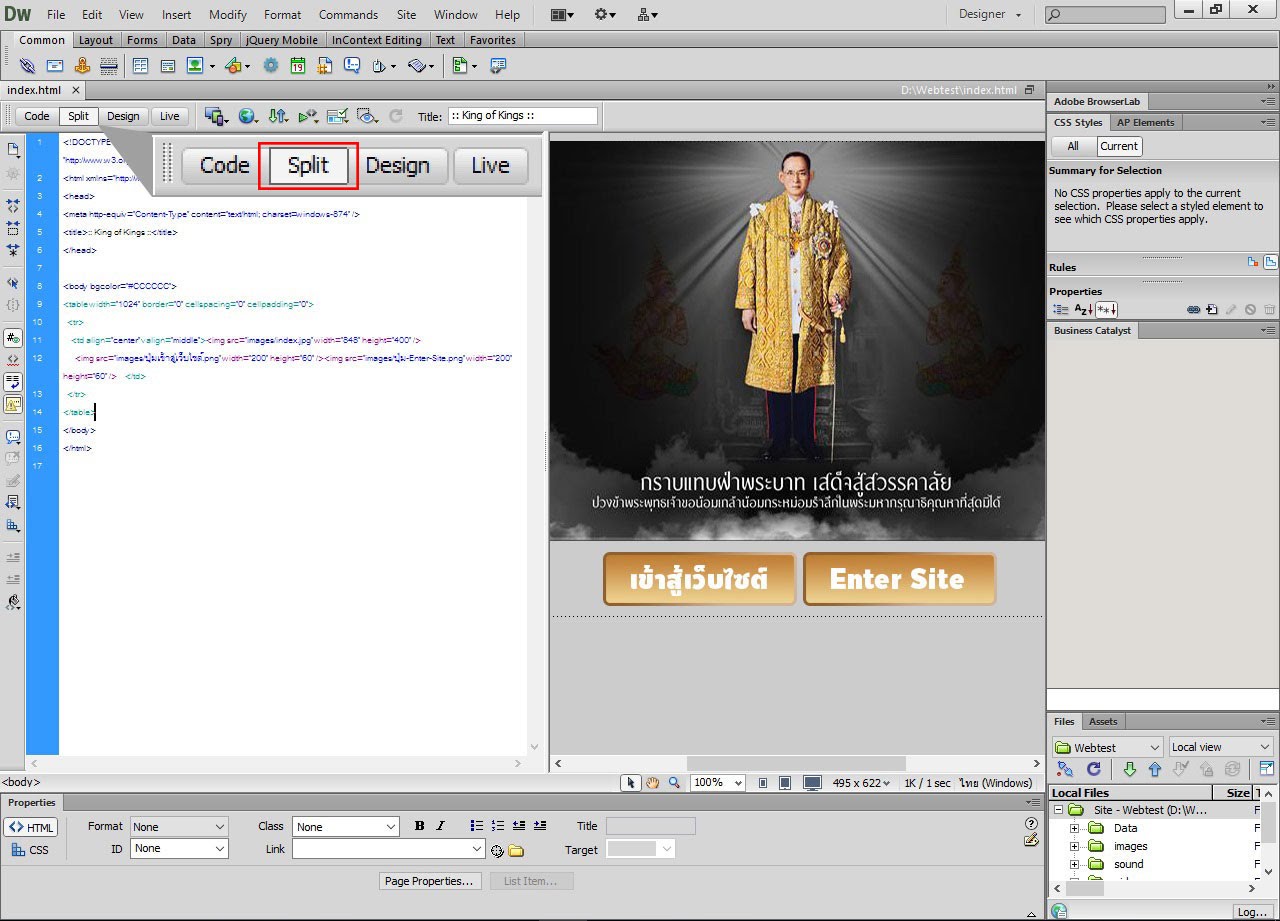 Dw File Edit View Insert Modify Format Commands Site Window Help Designer
Common Layout Forms Data Spry jQuery Mobile InContext Editing Text Favorites
19
index.html × D:\Webtest\index.html
Code Split Design Live Title: :: King of Kings ::
Code Split Design Live
1 <!DOCTYPE
"http://www.w3.or
2 <html xmlns="http://
3 <head>
4 <meta http-equiv="Content-Type" content="text/html; charset=windows-874" />
5 <title>:: King of Kings ::</title>
6 </head>
7
8 <body bgcolor="#CCCCCC">
9 <table width="1024" border="0" cellspacing="0" cellpadding="0">
10 <tr>
11 <td align="center" valign="middle"><img src="images/index.jpg" width="848" height="400" />
12 <img src="images/ปุ่มเข้าสู่เว็บไซต์.png" width="200" height="60" /><img src="images/ปุ่ม-Enter-Site.png" width="200"
height="60" /> </td>
13 </tr>
14 </table>
15 </body>
16 </html>
17
กราบแทบฝ่าพระบาท เสด็จสู่สวรรคาลัย
ปวงข้าพระพุทธเจ้าขอน้อมเกล้าน้อมกระหม่อมรำลึกในพระมหากรุณาธิคุณหาที่สุดมิได้
เข้าสู้เว็บไซต์ Enter Site
Adobe BrowserLab
CSS Styles AP Elements
All Current
Summary for Selection
No CSS properties apply to the current
selection. Please select a styled element to
see which CSS properties apply.
Rules
Properties
Az↓ **↓
Business Catalyst
Files Assets
Webtest Local view
Local Files Size T
Site - Webtest (D:\W... F
Data F
images F
sound F
Log...
<body> 100% 495 x 622 1K / 1 sec ไทย (Windows)
Properties
<> HTML Format None Class None B I Title
CSS ID None Link Target
Page Properties... List Item...